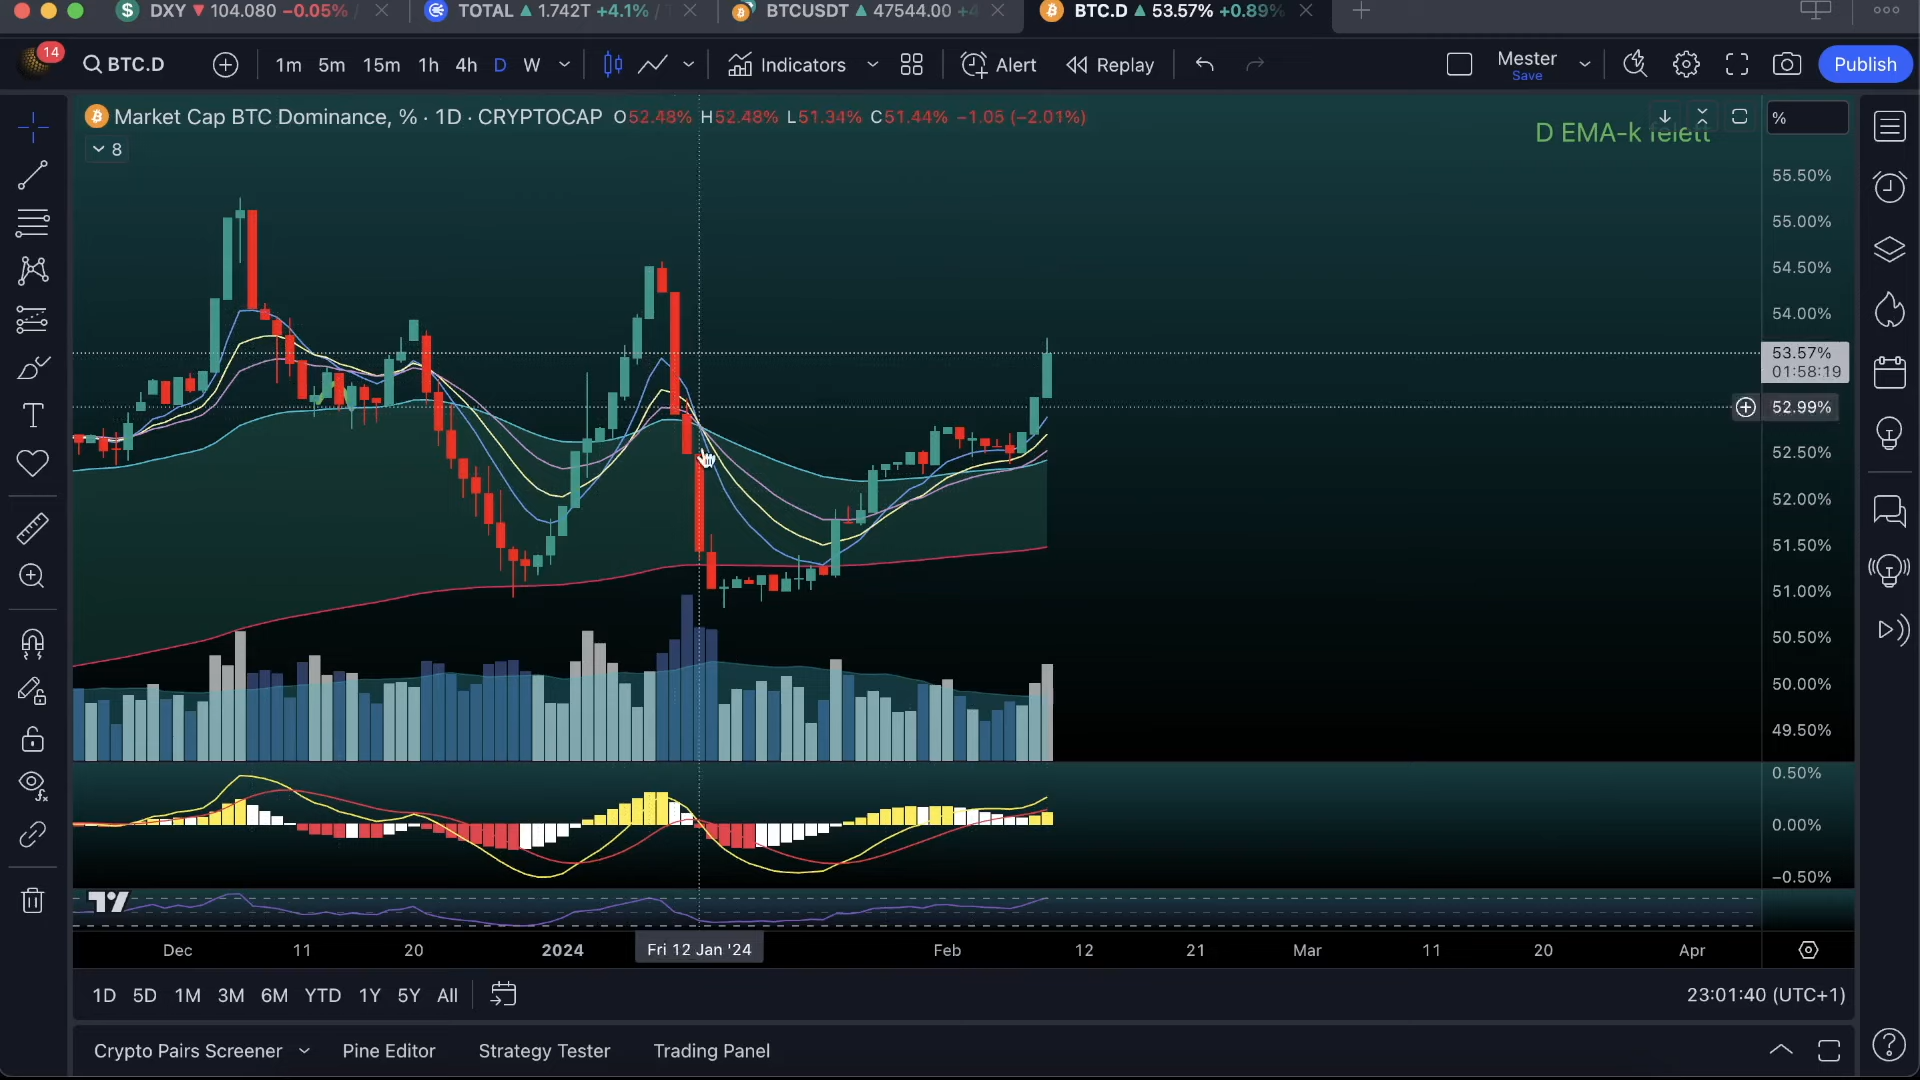 DXY ▼ 104.080 −0.05%
TOTAL ▲ 1.742T +4.1%
BTCUSDT ▲ 47544.00 +4
BTC.D ▲ 53.57% +0.89%
14
BTC.D
1m 5m 15m 1h 4h D W
Indicators
Alert
Replay
Mester
Save
Publish
Market Cap BTC Dominance, % · 1D · CRYPTOCAP O52.48% H52.48% L51.34% C51.44% −1.05 (−2.01%)
8
D EMA-k felett
%
55.50%
55.00%
54.50%
54.00%
53.57%
01:58:19
52.99%
52.50%
52.00%
51.50%
51.00%
50.50%
50.00%
49.50%
0.50%
0.00%
−0.50%
Dec 11 20 2024 Fri 12 Jan '24 Feb 12 21 Mar 11 20 Apr
1D 5D 1M 3M 6M YTD 1Y 5Y All
23:01:40 (UTC+1)
Crypto Pairs Screener Pine Editor Strategy Tester Trading Panel